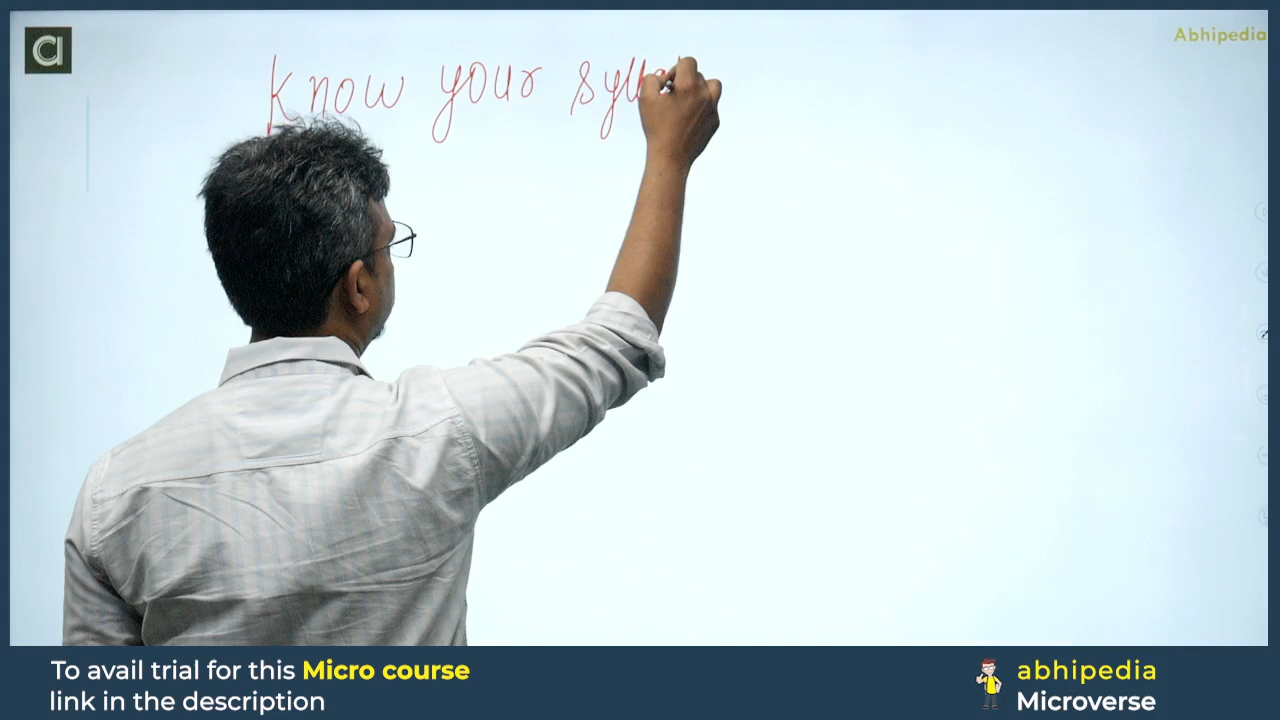 Abhipedia
Know your
To avail trial for this Micro course
link in the description
abhipedia
Microverse